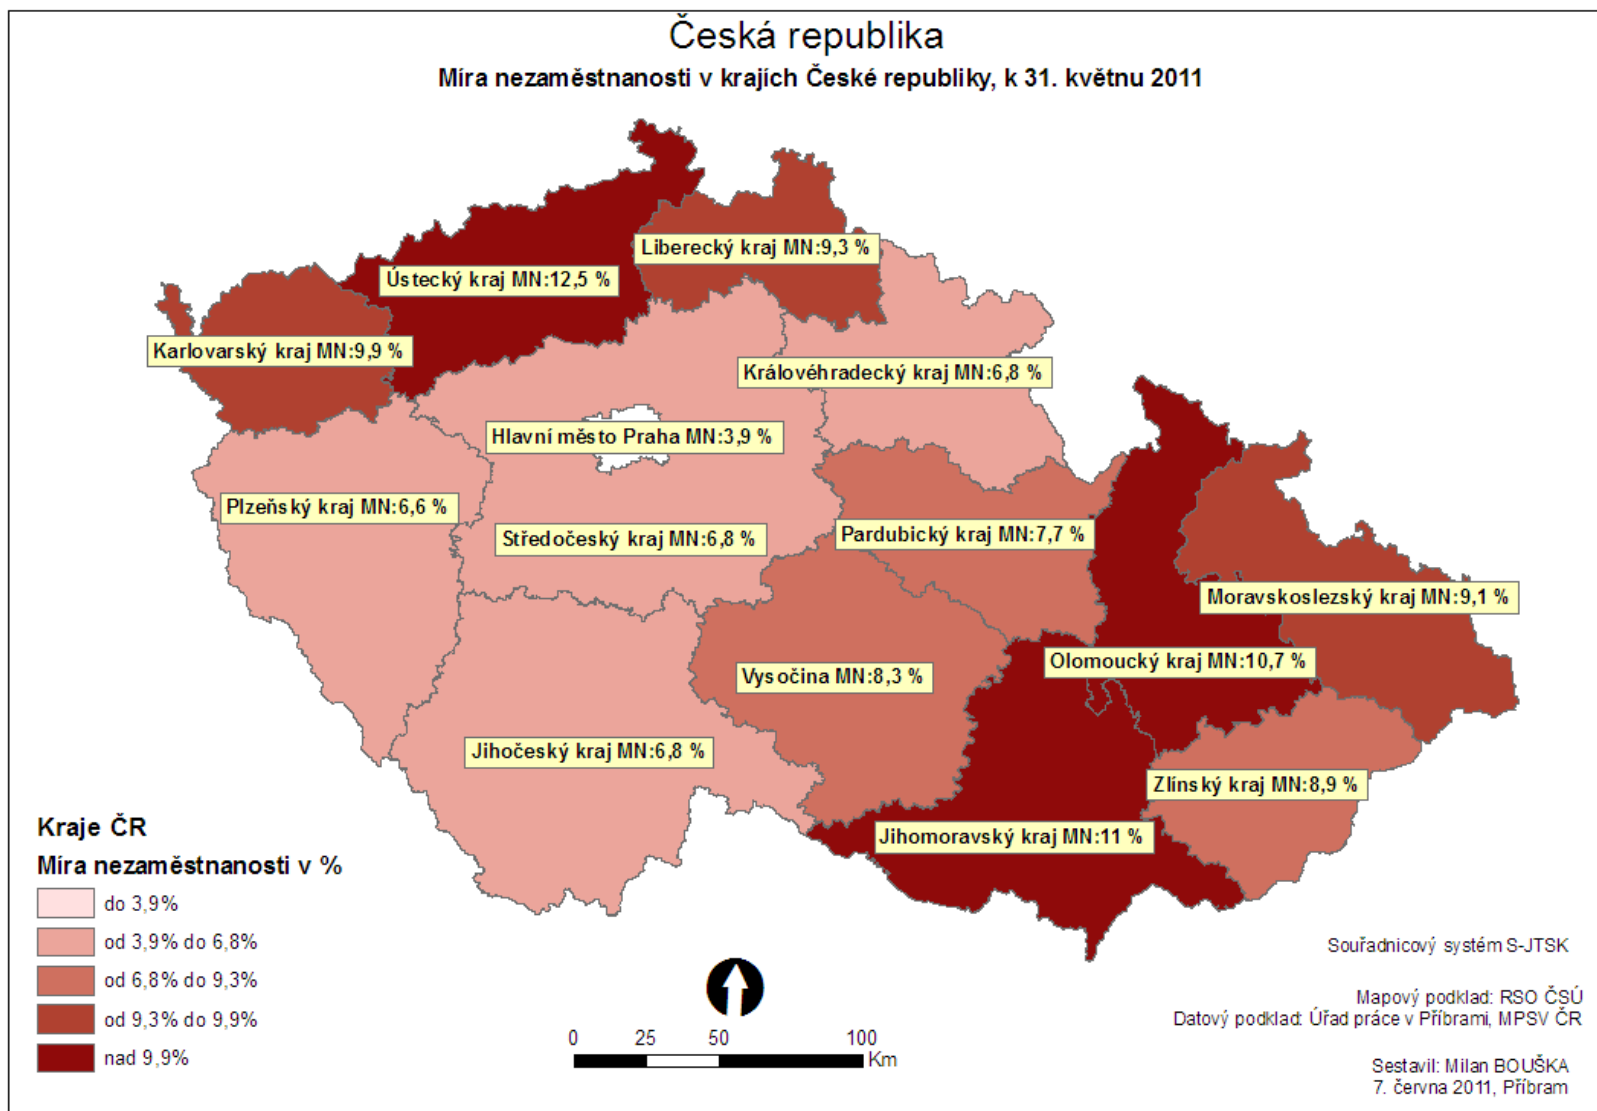 Česká republika
Míra nezaměstnanosti v krajích České republiky, k 31. květnu 2011
Liberecký kraj MN:9,3 %
Ústecký kraj MN:12,5 %
Karlovarský kraj MN:9,9 %
Královéhradecký kraj MN:6,8 %
Hlavní město Praha MN:3,9 %
Plzeňský kraj MN:6,6 %
Středočeský kraj MN:6,8 %
Pardubický kraj MN:7,7 %
Moravskoslezský kraj MN:9,1 %
Olomoucký kraj MN:10,7 %
Vysočina MN:8,3 %
Jihočeský kraj MN:6,8 %
Zlínský kraj MN:8,9 %
Jihomoravský kraj MN:11 %
Kraje ČR
Míra nezaměstnanosti v %
do 3,9%
od 3,9% do 6,8%
od 6,8% do 9,3%
od 9,3% do 9,9%
nad 9,9%
0 25 50 100
Km
Souřadnicový systém S-JTSK
Mapový podklad: RSO ČSÚ
Datový podklad: Úřad práce v Příbrami, MPSV ČR
Sestavil: Milan BOUŠKA
7. června 2011, Příbram